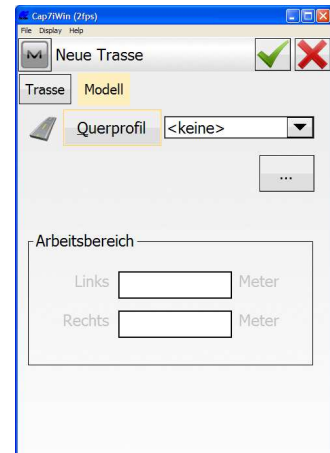 Cap7iWin (2fps)
File Display Help
M Neue Trasse
Trasse Modell
Querprofil <keine>
...
Arbeitsbereich
Links Meter
Rechts Meter